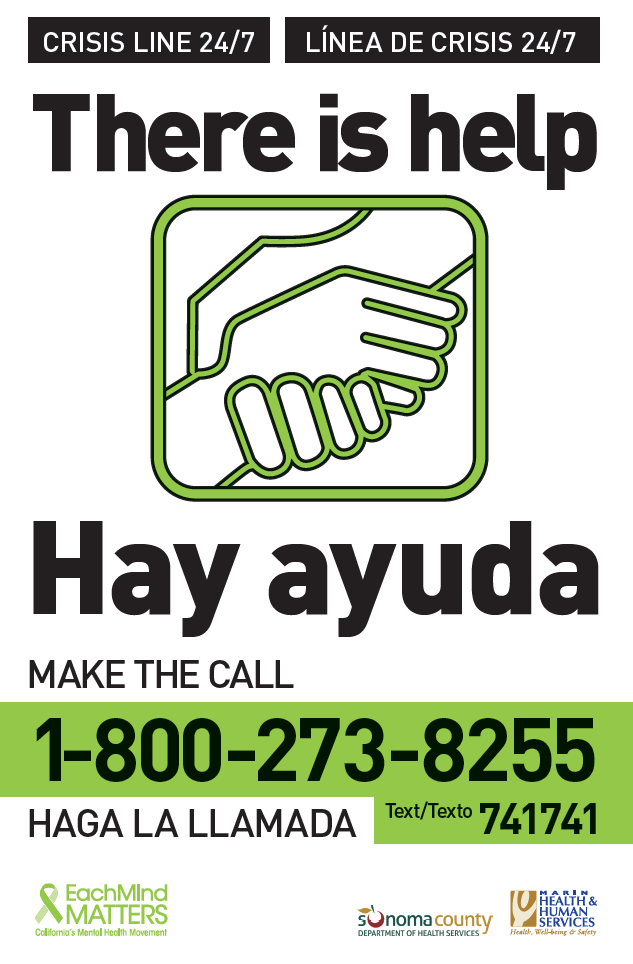 CRISIS LINE 24/7
LÍNEA DE CRISIS 24/7
There is help
Hay ayuda
MAKE THE CALL
1-800-273-8255
HAGA LA LLAMADA
Text/Texto 741741
EachMind
MATTERS
California's Mental Health Movement
sonomacounty
DEPARTMENT OF HEALTH SERVICES
MARIN
HEALTH &
HUMAN
SERVICES
Health, Well-being & Safety